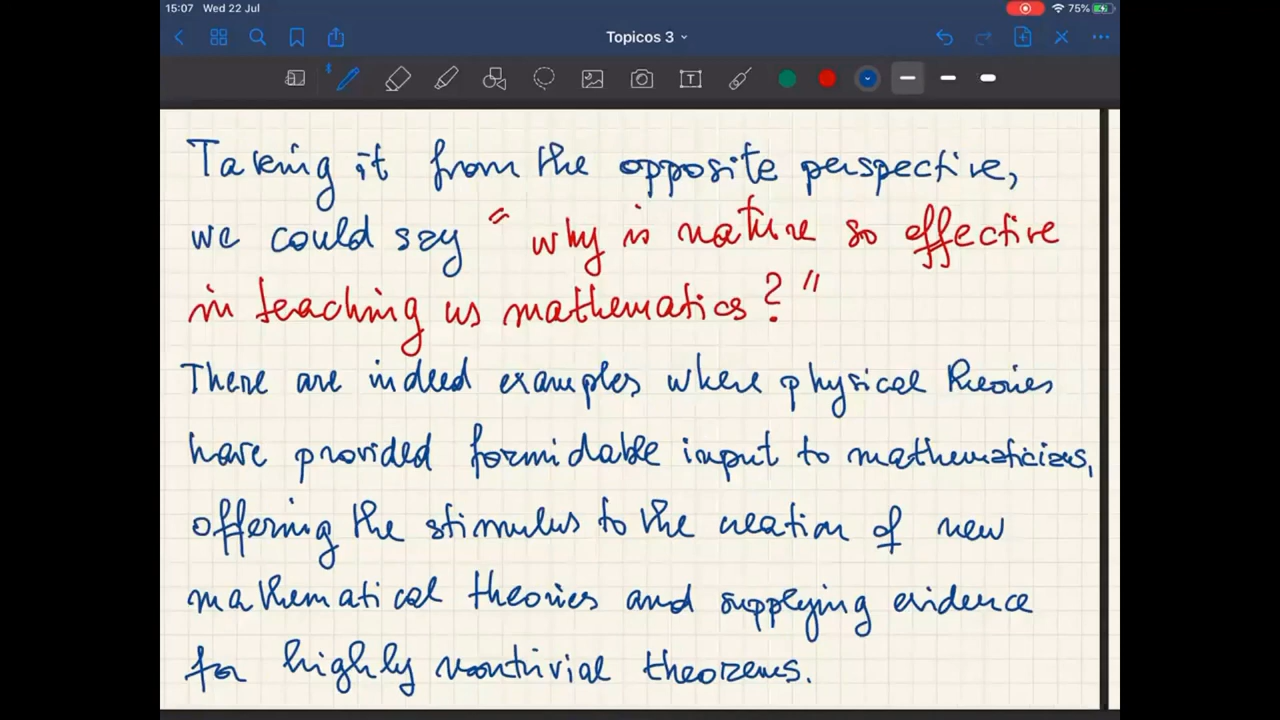 15:07 Wed 22 Jul 75%
Topicos 3
T
Taking it from the opposite perspective,
we could say "why is nature so effective
in teaching us mathematics?"
There are indeed examples where physical theories
have provided formidable input to mathematicians,
offering the stimulus to the creation of new
mathematical theories and supplying evidence
for highly nontrivial theorems.